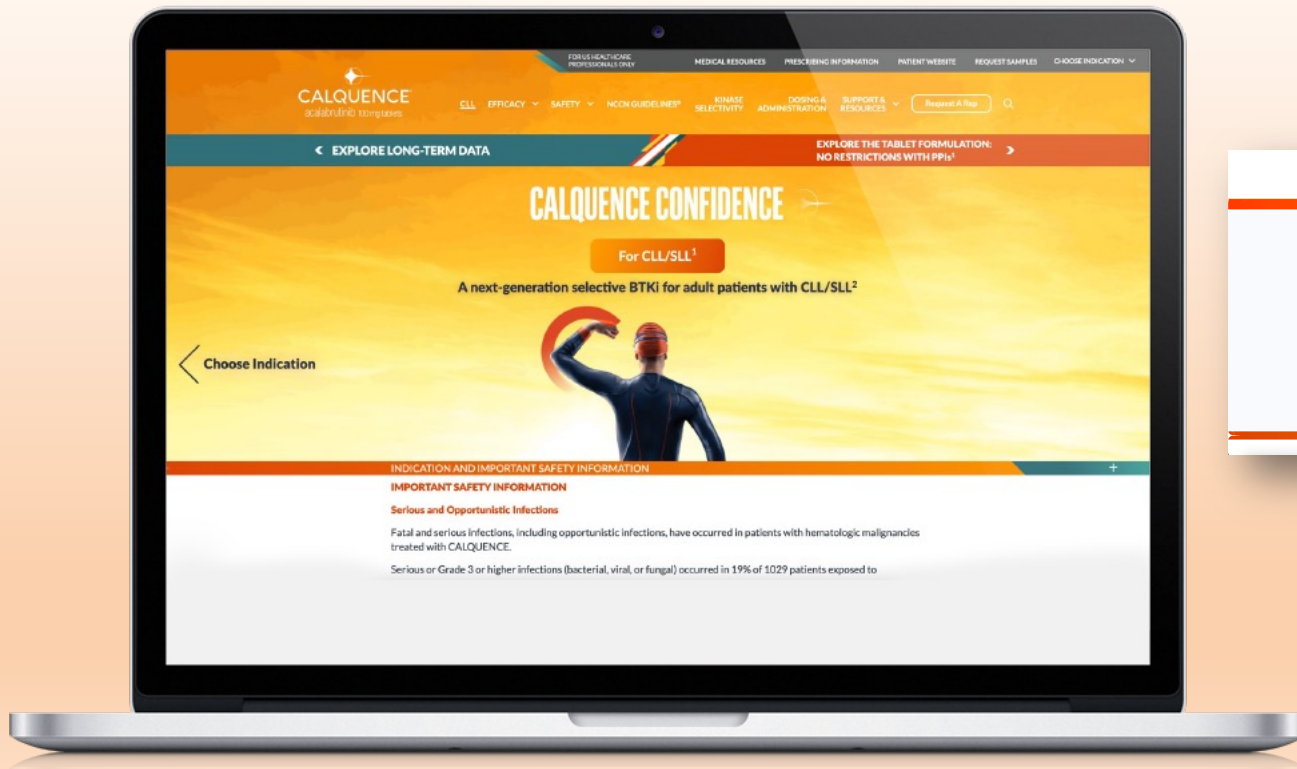 FOR US HEALTHCARE
PROFESSIONALS ONLY
MEDICAL RESOURCES PRESCRIBING INFORMATION PATIENT WEBSITE REQUEST SAMPLES CHOOSE INDICATION
CALQUENCE
acalabrutinib 100 mg tablets
CLL EFFICACY SAFETY NCCN GUIDELINES® KINASE SELECTIVITY DOSING & ADMINISTRATION SUPPORT & RESOURCES Request A Rep
EXPLORE LONG-TERM DATA
EXPLORE THE TABLET FORMULATION:
NO RESTRICTIONS WITH PPIs¹
CALQUENCE CONFIDENCE
For CLL/SLL¹
A next-generation selective BTKi for adult patients with CLL/SLL²
Choose Indication
INDICATION AND IMPORTANT SAFETY INFORMATION
IMPORTANT SAFETY INFORMATION
Serious and Opportunistic Infections
Fatal and serious infections, including opportunistic infections, have occurred in patients with hematologic malignancies
treated with CALQUENCE.
Serious or Grade 3 or higher infections (bacterial, viral, or fungal) occurred in 19% of 1029 patients exposed to